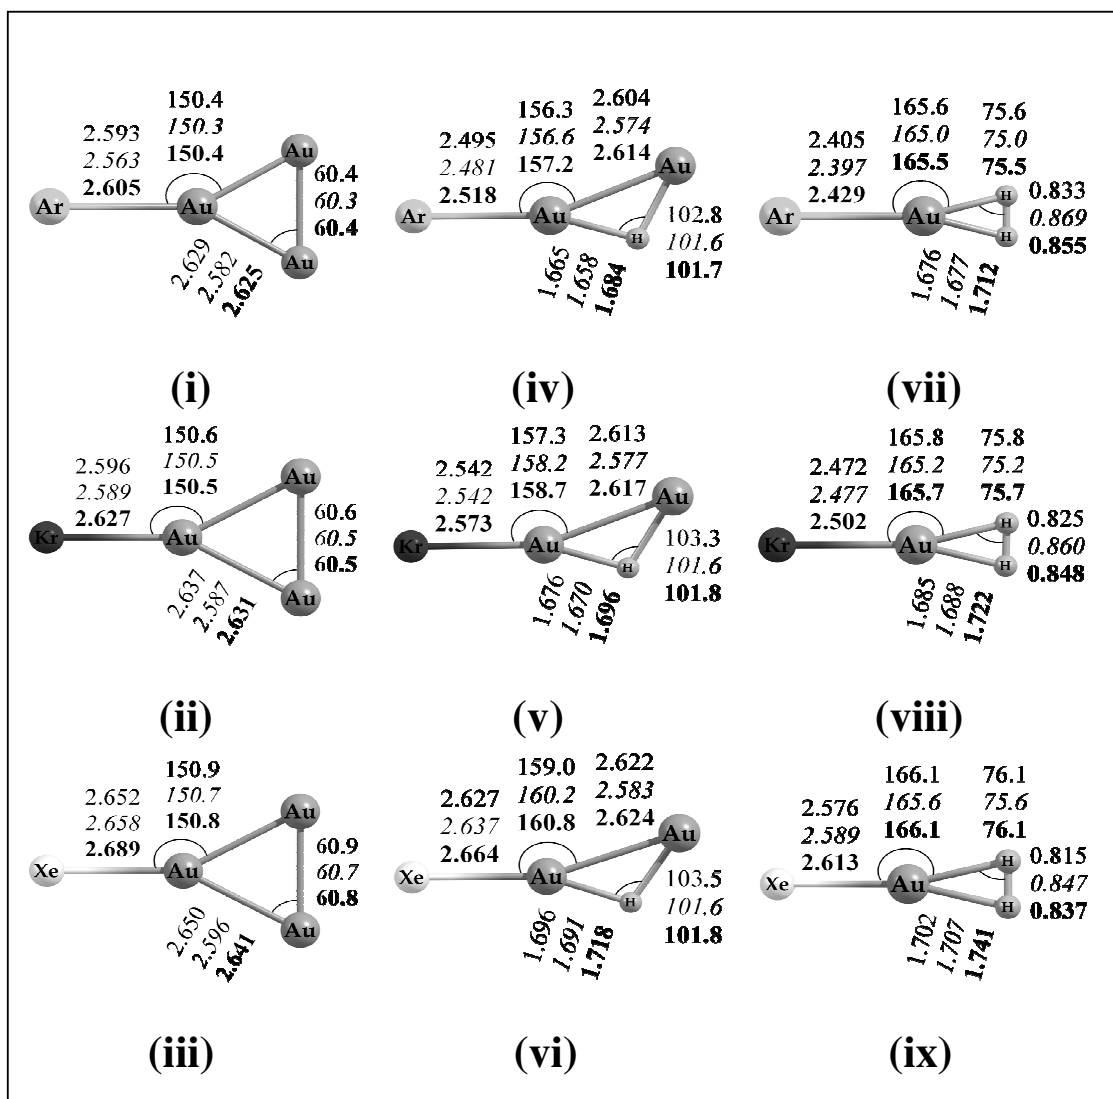 150.4
150.3
150.4
2.593
2.563
2.605
Ar
Au
Au
Au
60.4
60.3
60.4
2.629
2.582
2.625
(i)
156.3
156.6
157.2
2.604
2.574
2.614
2.495
2.481
2.518
Ar
Au
Au
H
102.8
101.6
101.7
1.665
1.658
1.684
(iv)
165.6
165.0
165.5
75.6
75.0
75.5
2.405
2.397
2.429
Ar
Au
H
H
0.833
0.869
0.855
1.676
1.677
1.712
(vii)
150.6
150.5
150.5
2.596
2.589
2.627
Kr
Au
Au
Au
60.6
60.5
60.5
2.637
2.587
2.631
(ii)
157.3
158.2
158.7
2.613
2.577
2.617
2.542
2.542
2.573
Kr
Au
Au
H
103.3
101.6
101.8
1.676
1.670
1.696
(v)
165.8
165.2
165.7
75.8
75.2
75.7
2.472
2.477
2.502
Kr
Au
H
H
0.825
0.860
0.848
1.685
1.688
1.722
(viii)
150.9
150.7
150.8
2.652
2.658
2.689
Xe
Au
Au
Au
60.9
60.7
60.8
2.650
2.596
2.641
(iii)
159.0
160.2
160.8
2.622
2.583
2.624
2.627
2.637
2.664
Xe
Au
Au
H
103.5
101.6
101.8
1.696
1.691
1.718
(vi)
166.1
165.6
166.1
76.1
75.6
76.1
2.576
2.589
2.613
Xe
Au
H
H
0.815
0.847
0.837
1.702
1.707
1.741
(ix)